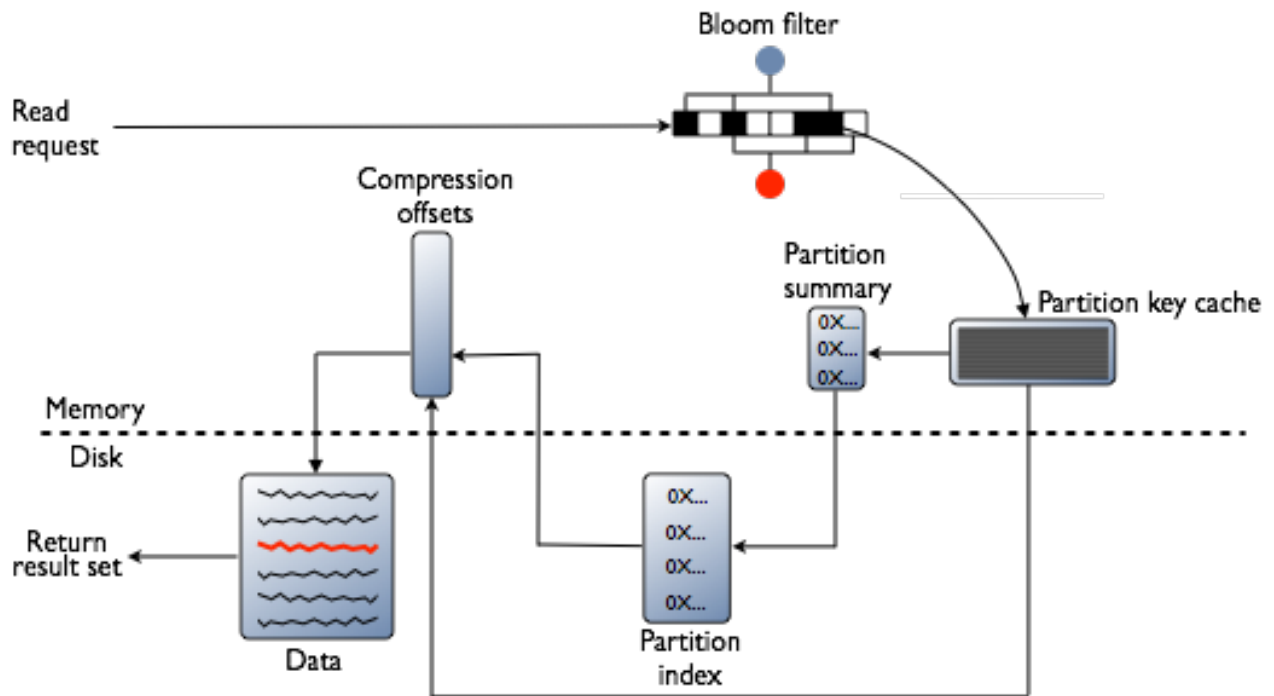 Bloom filter
Read
request
Compression
offsets
Partition
summary
Partition key cache
0X...
0X...
0X...
Memory
Disk
0X...
0X...
0X...
0X...
Return
result set
Data
Partition
index